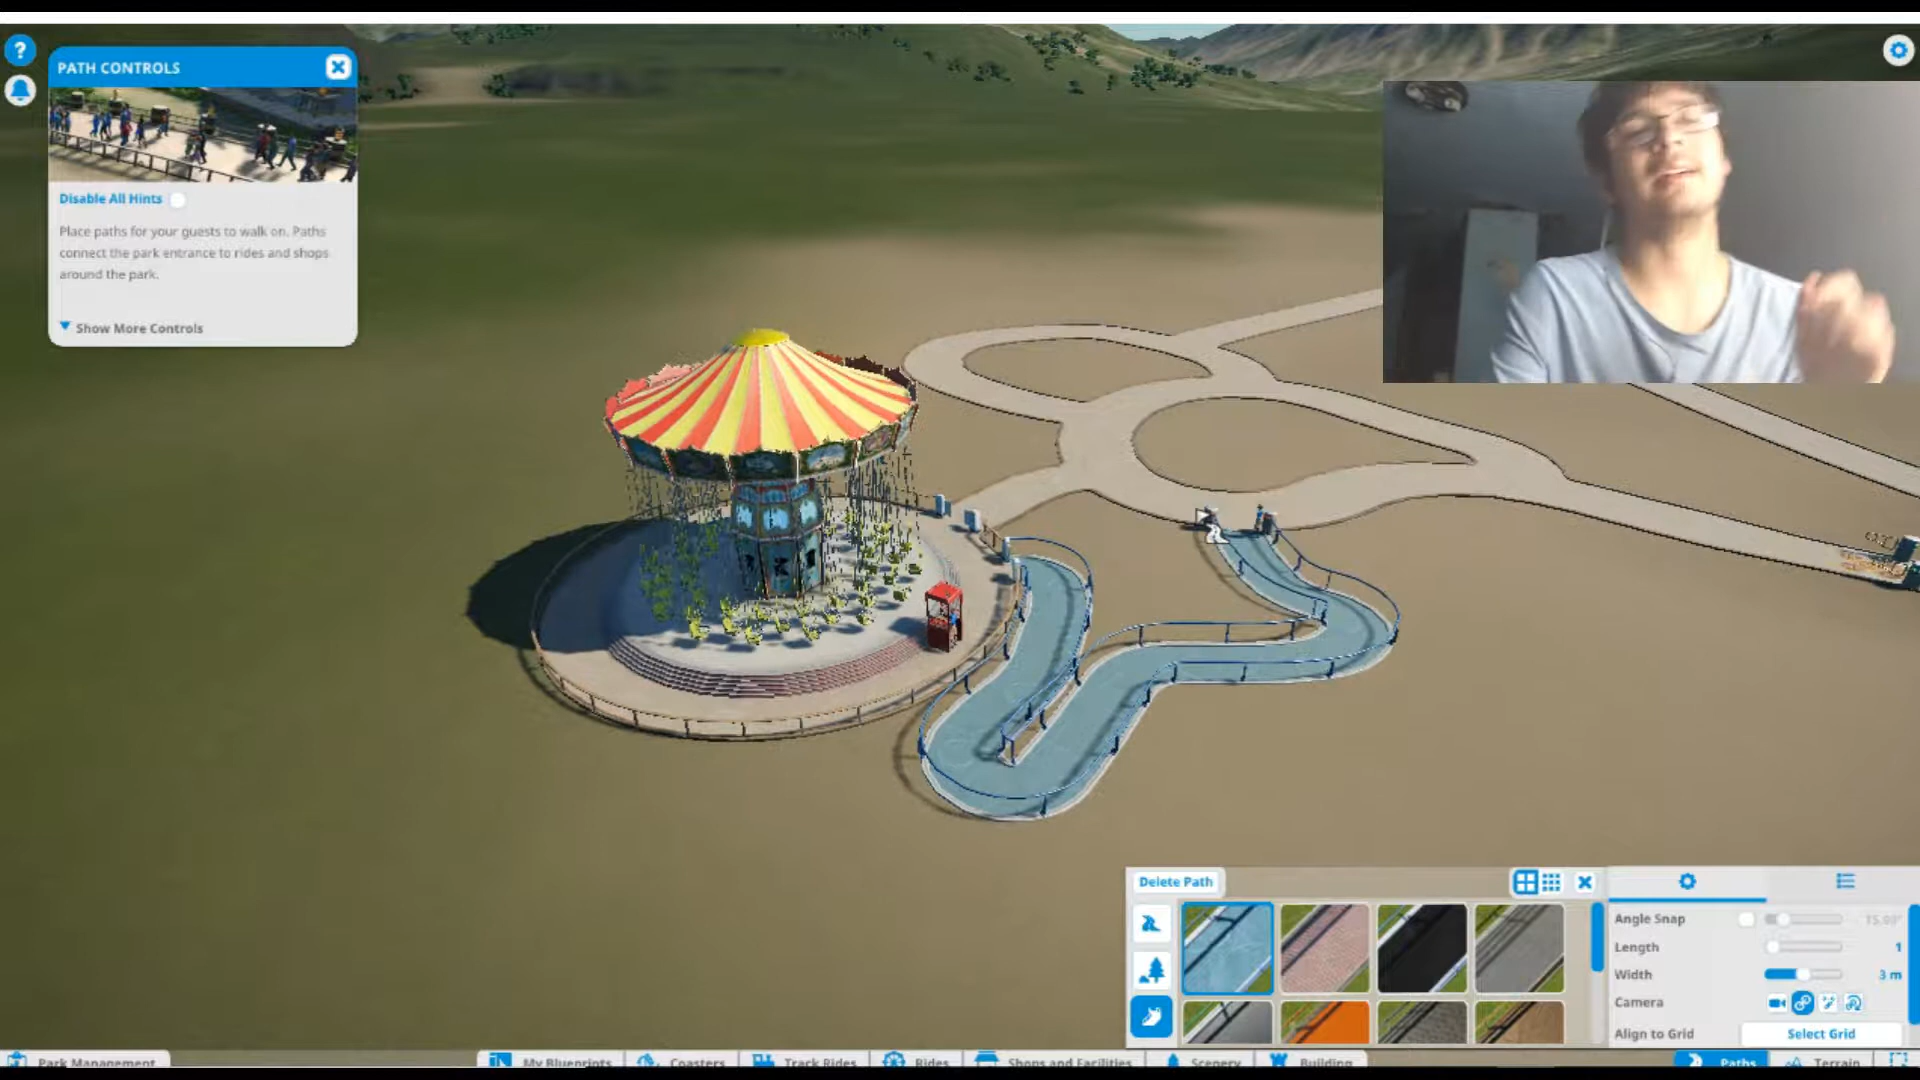 ?
PATH CONTROLS
Disable All Hints
Place paths for your guests to walk on. Paths
connect the park entrance to rides and shops
around the park.
Show More Controls
Delete Path
Angle Snap 15.00°
Length 1
Width 3 m
Camera
Align to Grid Select Grid
Park Management My Blueprints Coasters Track Rides Rides Shops and Facilities Scenery Building Paths Terrain